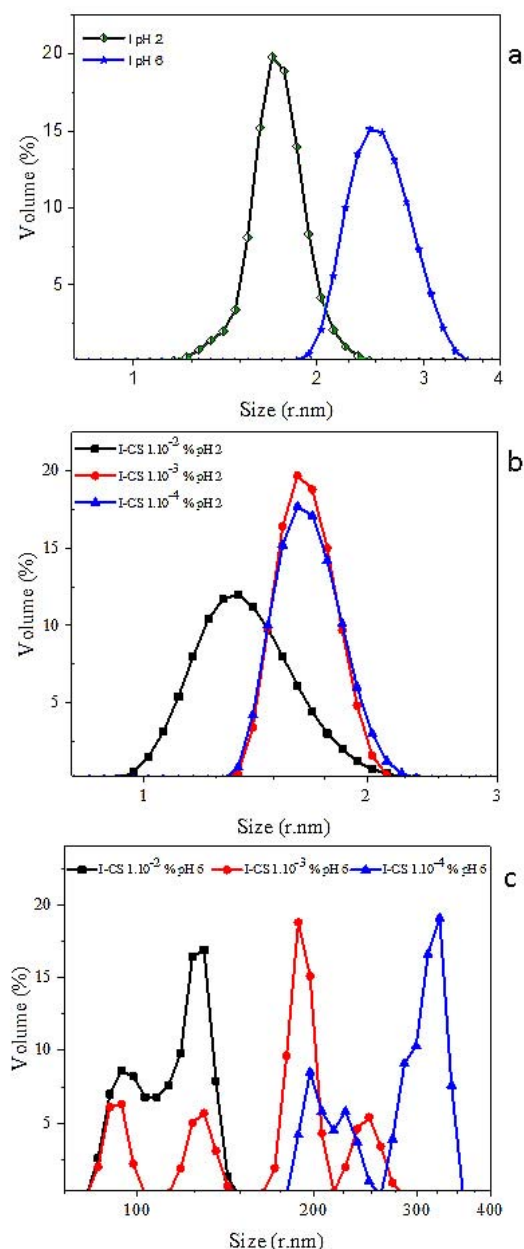 a
I pH 2
I pH 6
20
15
10
5
Volume (%)
1 2 3 4
Size (r.nm)
b
I-CS 1.10⁻² % pH 2
I-CS 1.10⁻³ % pH 2
I-CS 1.10⁻⁴ % pH 2
20
15
10
5
Volume (%)
1 2 3
Size (r.nm)
c
I-CS 1.10⁻² % pH 6 I-CS 1.10⁻³ % pH 6 I-CS 1.10⁻⁴ % pH 6
20
15
10
5
Volume (%)
100 200 300 400
Size (r.nm)